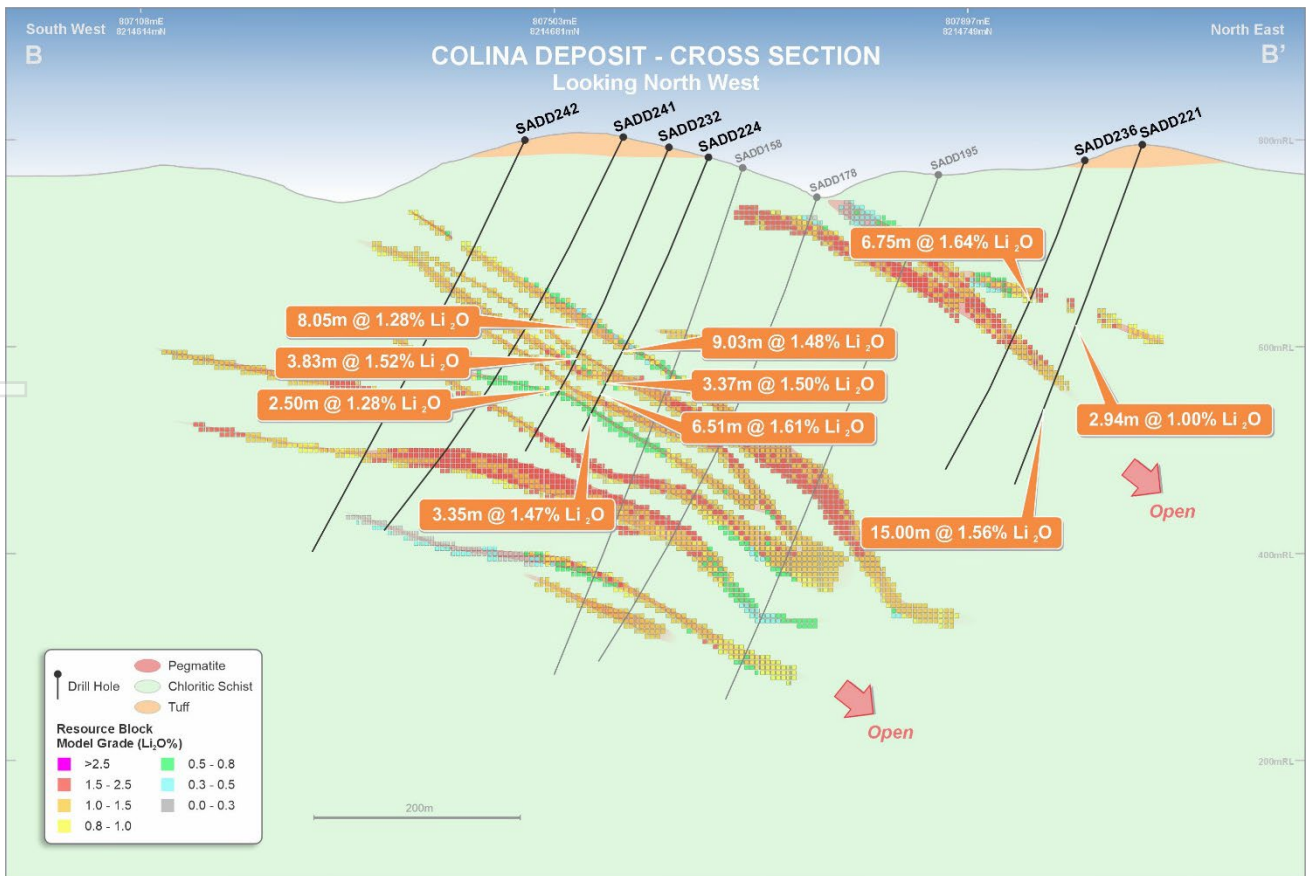 807108mE
8214614mN
807503mE
8214681mN
807897mE
8214749mN
South West
North East
B
B'
COLINA DEPOSIT - CROSS SECTION
Looking North West
SADD242
SADD241
SADD232
SADD224
SADD158
SADD178
SADD195
SADD236
SADD221
800mRL
6.75m @ 1.64% Li2O
8.05m @ 1.28% Li2O
9.03m @ 1.48% Li2O
600mRL
3.83m @ 1.52% Li2O
3.37m @ 1.50% Li2O
2.50m @ 1.28% Li2O
2.94m @ 1.00% Li2O
6.51m @ 1.61% Li2O
3.35m @ 1.47% Li2O
15.00m @ 1.56% Li2O
Open
400mRL
Open
Drill Hole
Pegmatite
Chloritic Schist
Tuff
Resource Block
Model Grade (Li2O%)
>2.5
1.5 - 2.5
1.0 - 1.5
0.8 - 1.0
0.5 - 0.8
0.3 - 0.5
0.0 - 0.3
200m
200mRL